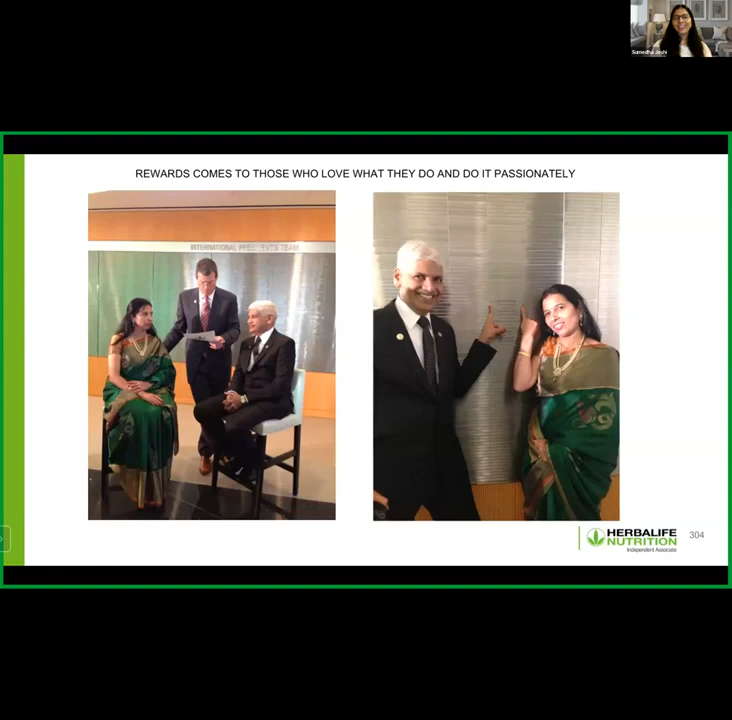 Sumedha Joshi
REWARDS COMES TO THOSE WHO LOVE WHAT THEY DO AND DO IT PASSIONATELY
INTERNATIONAL PRESIDENT'S TEAM
HERBALIFE
NUTRITION
Independent Associate
304